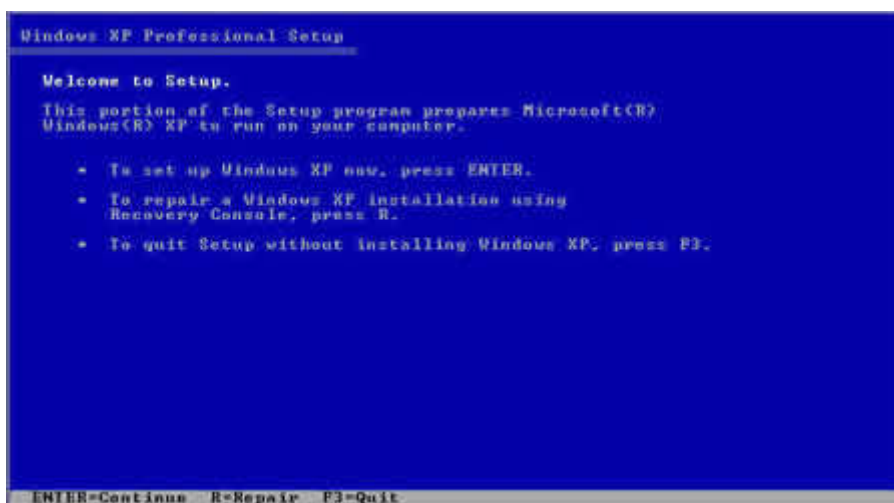 Windows XP Professional Setup
Welcome to Setup.
This portion of the Setup program prepares Microsoft(R)
Windows(R) XP to run on your computer.
• To set up Windows XP now, press ENTER.
• To repair a Windows XP installation using
Recovery Console, press R.
• To quit Setup without installing Windows XP, press F3.
ENTER=Continue R=Repair F3=Quit